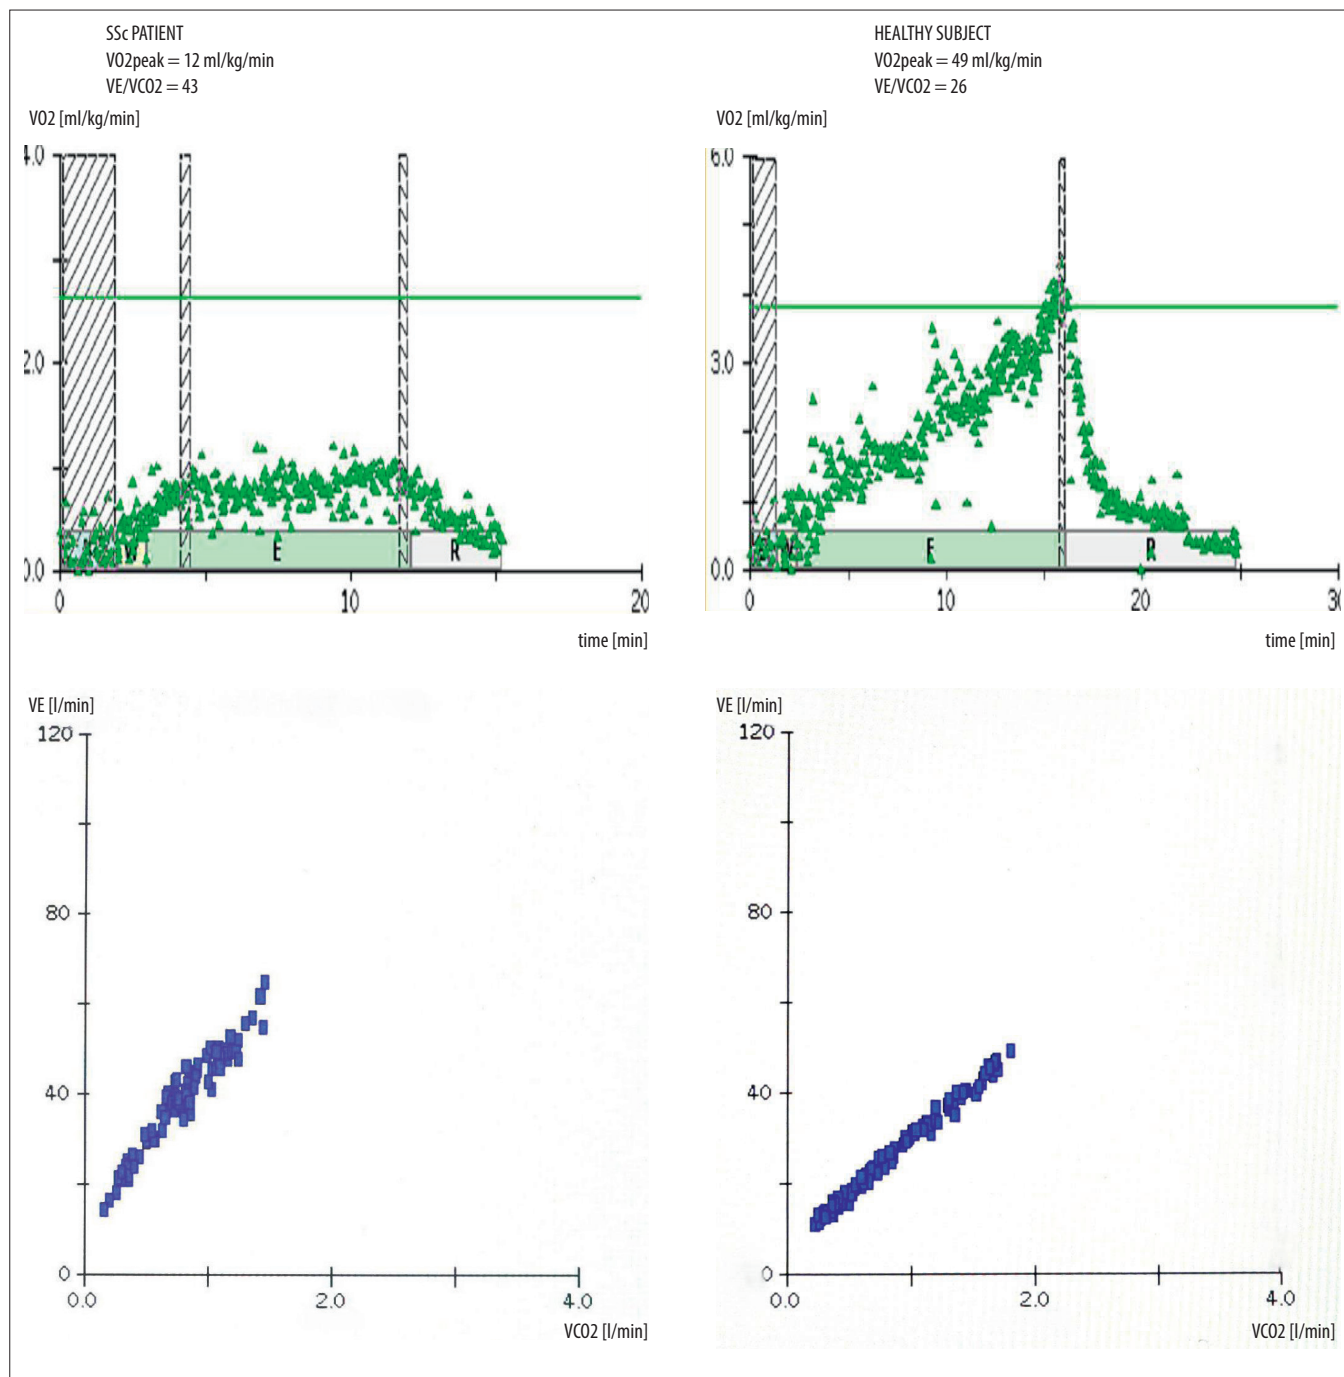 SSc PATIENT
VO2peak = 12 ml/kg/min
VE/VCO2 = 43
VO2 [ml/kg/min]
4.0
2.0
0.0
W
E
R
0
10
20
time [min]
HEALTHY SUBJECT
VO2peak = 49 ml/kg/min
VE/VCO2 = 26
VO2 [ml/kg/min]
6.0
3.0
0.0
E
R
0
10
20
30
time [min]
VE [l/min]
120
80
40
0
0.0
2.0
4.0
VCO2 [l/min]
VE [l/min]
120
80
40
0
0.0
2.0
4.0
VCO2 [l/min]